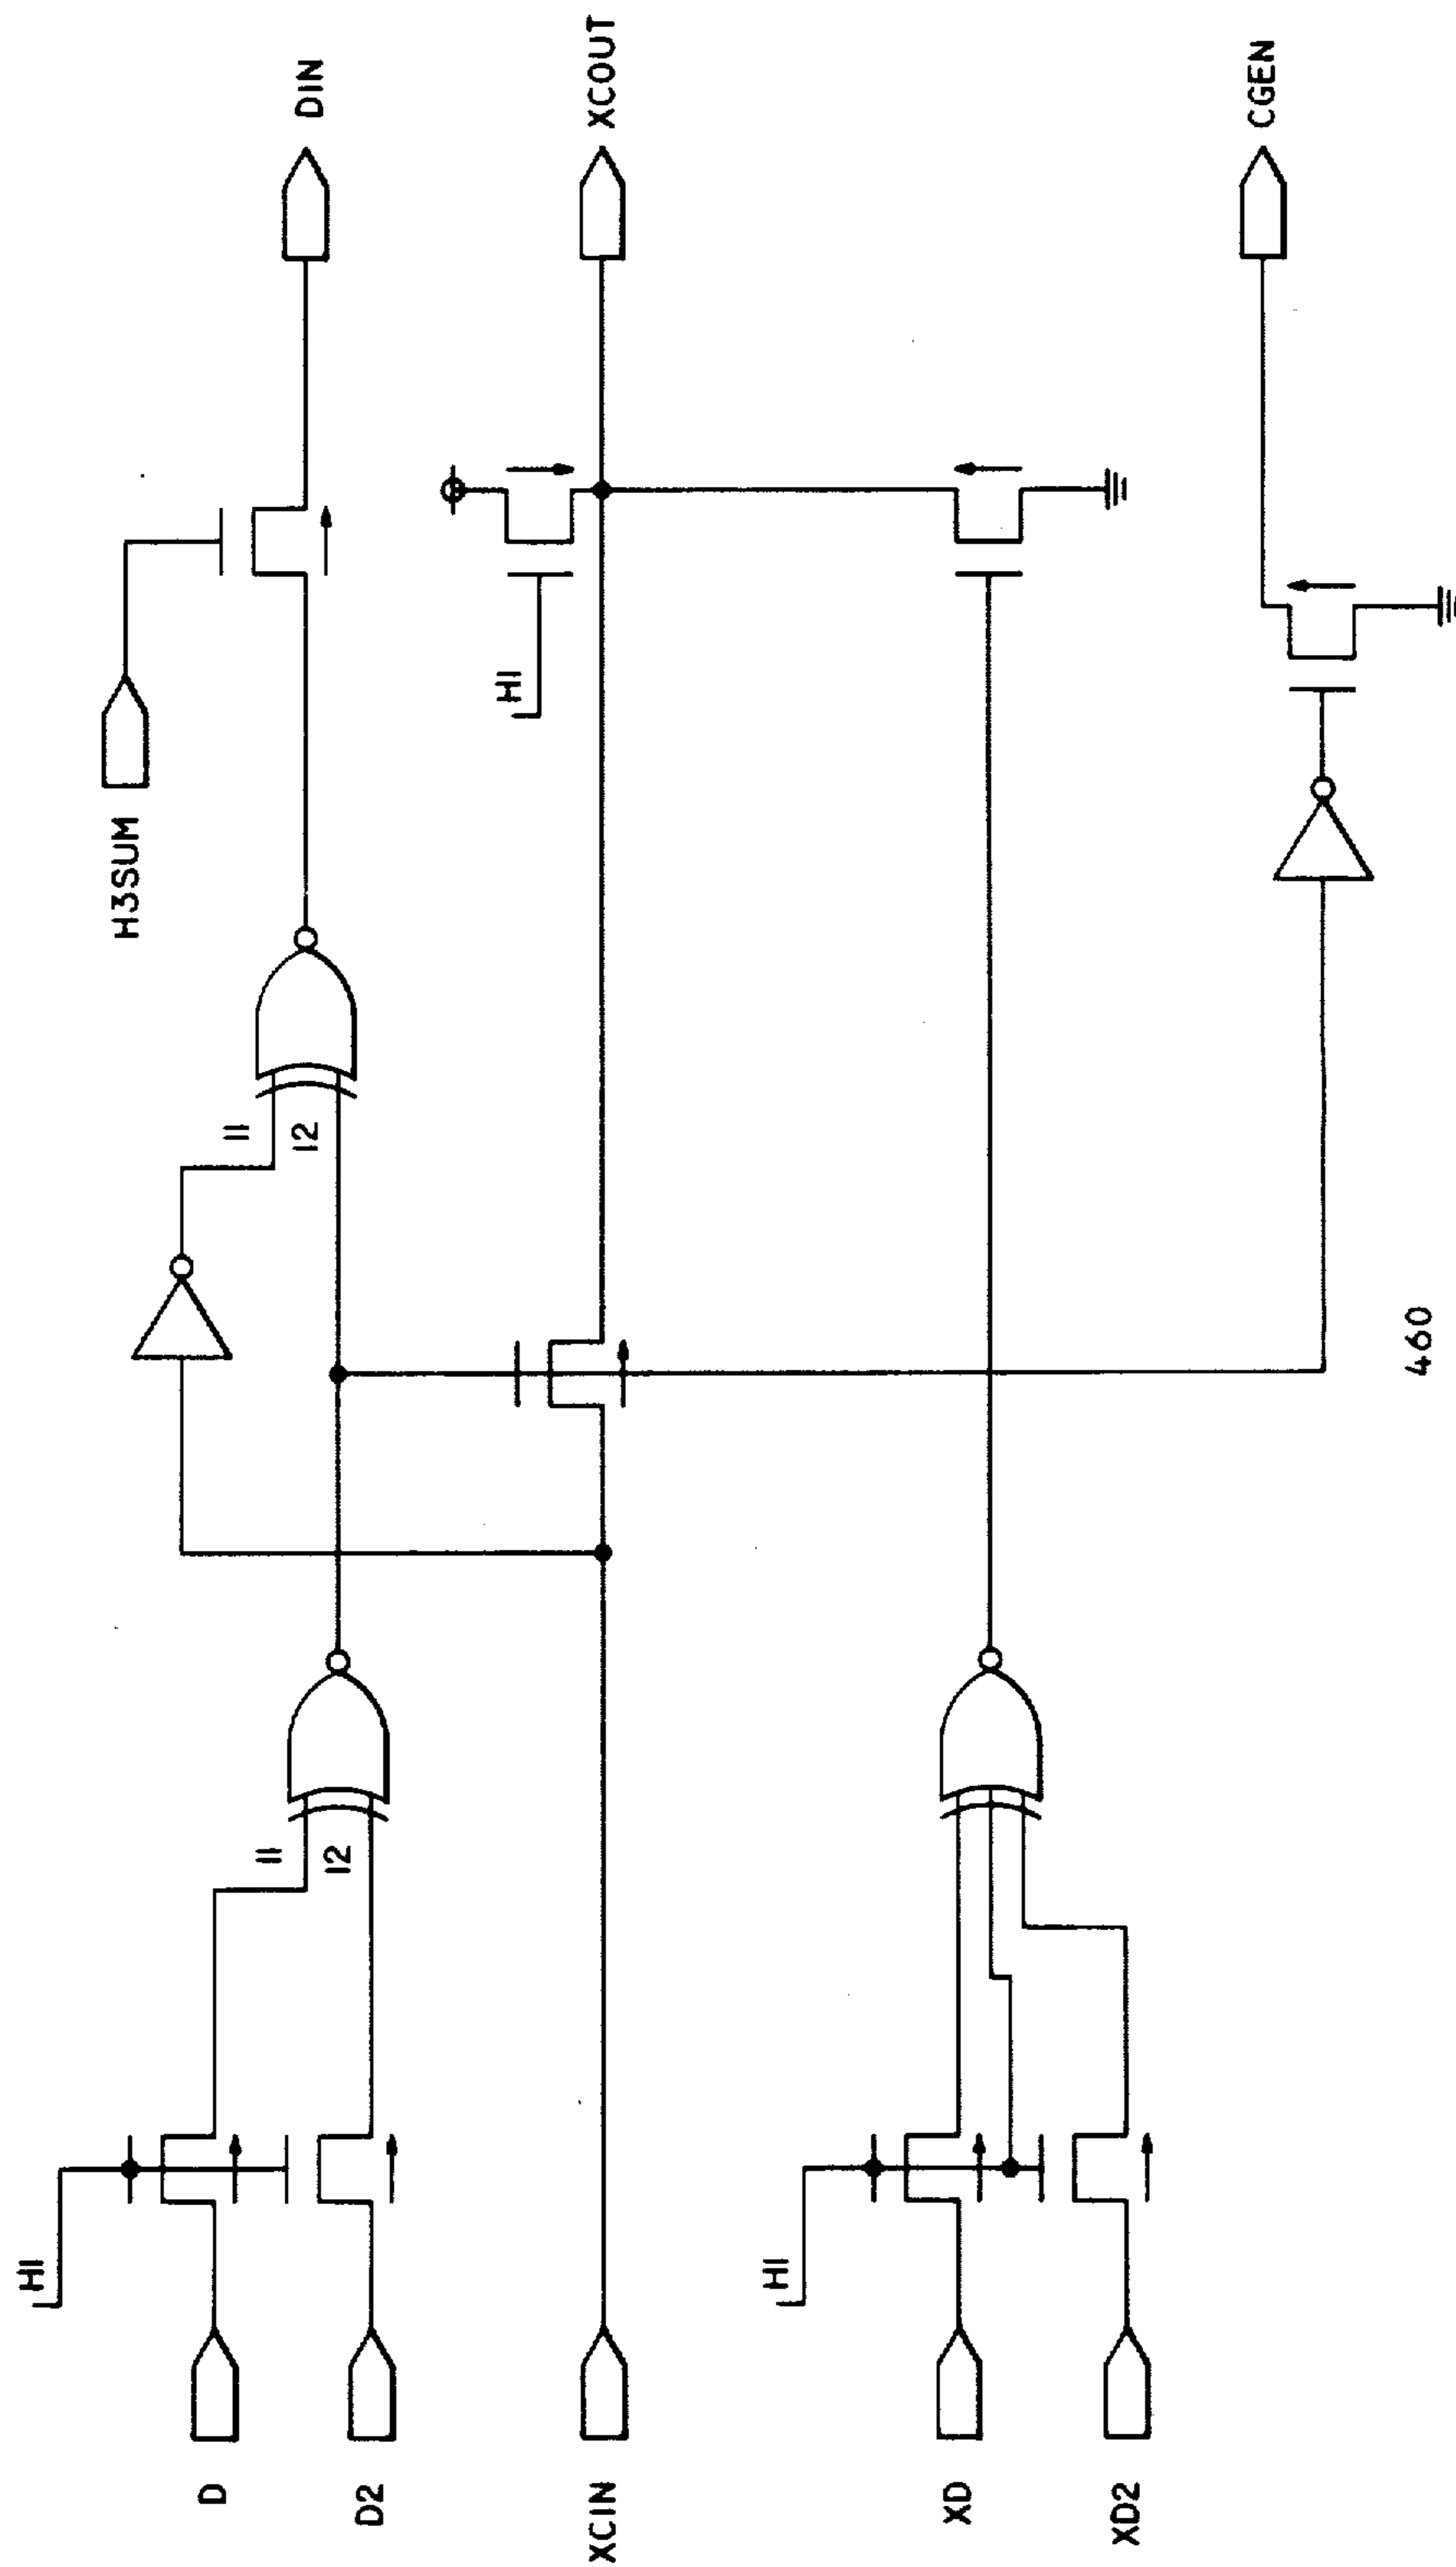 H3SUM
DIN
HI
XCOUT
CGEN
I1
I2
I1
I2
HI
D
D2
XCIN
HI
XD
XD2
460